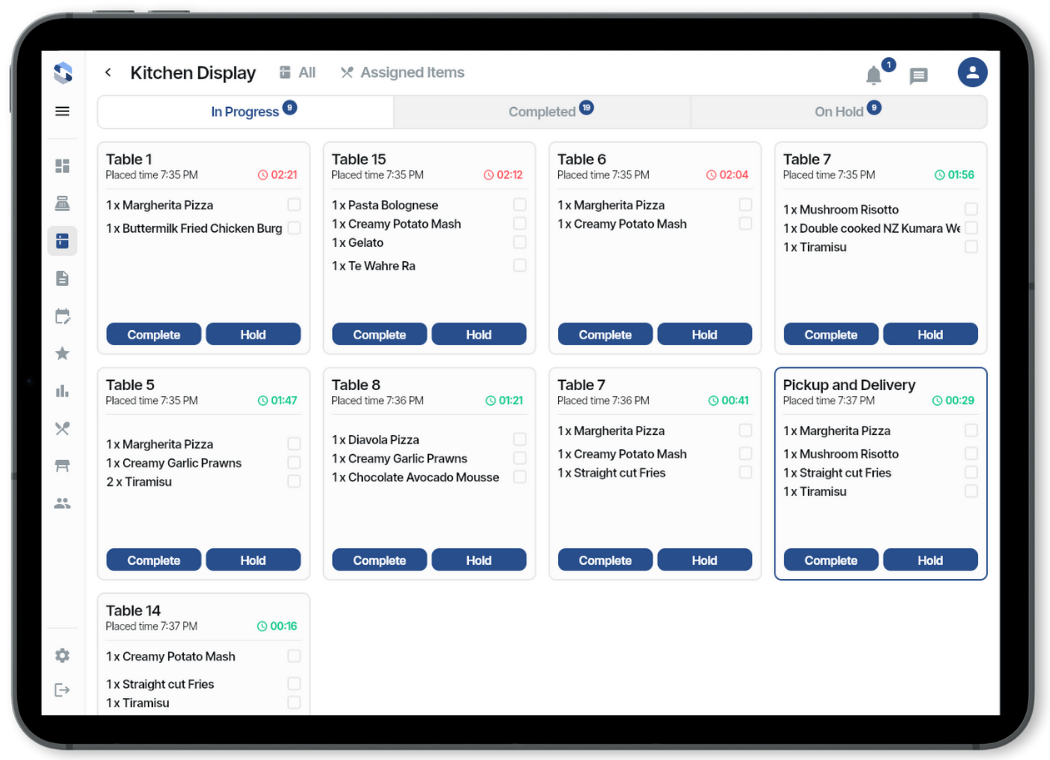 Kitchen Display
All
Assigned Items
1
In Progress 9
Completed 19
On Hold 9
Table 1
Placed time 7:35 PM
02:21
1 x Margherita Pizza
1 x Buttermilk Fried Chicken Burg
Complete
Hold
Table 15
Placed time 7:35 PM
02:12
1 x Pasta Bolognese
1 x Creamy Potato Mash
1 x Gelato
1 x Te Wahre Ra
Complete
Hold
Table 6
Placed time 7:35 PM
02:04
1 x Margherita Pizza
1 x Creamy Potato Mash
Complete
Hold
Table 7
Placed time 7:35 PM
01:56
1 x Mushroom Risotto
1 x Double cooked NZ Kumara We
1 x Tiramisu
Complete
Hold
Table 5
Placed time 7:35 PM
01:47
1 x Margherita Pizza
1 x Creamy Garlic Prawns
2 x Tiramisu
Complete
Hold
Table 8
Placed time 7:36 PM
01:21
1 x Diavola Pizza
1 x Creamy Garlic Prawns
1 x Chocolate Avocado Mousse
Complete
Hold
Table 7
Placed time 7:36 PM
00:41
1 x Margherita Pizza
1 x Creamy Potato Mash
1 x Straight cut Fries
Complete
Hold
Pickup and Delivery
Placed time 7:37 PM
00:29
1 x Margherita Pizza
1 x Mushroom Risotto
1 x Straight cut Fries
1 x Tiramisu
Complete
Hold
Table 14
Placed time 7:37 PM
00:16
1 x Creamy Potato Mash
1 x Straight cut Fries
1 x Tiramisu